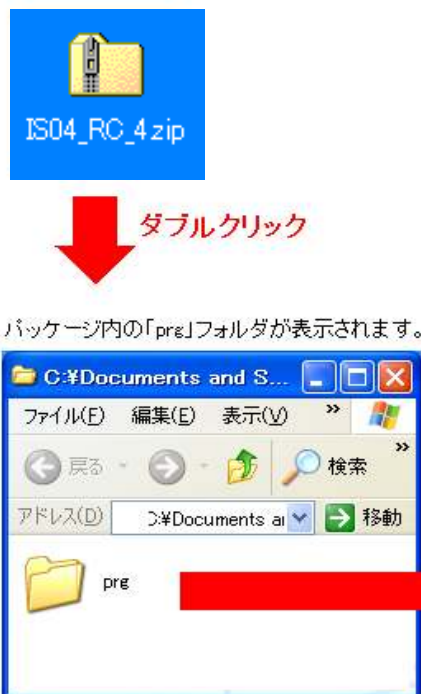 IS04_RC_4.zip
ダブルクリック
パッケージ内の「prg」フォルダが表示されます。
C:¥Documents and S...
ファイル(F) 編集(E) 表示(V) »
戻る 検索 »
アドレス(D) C:¥Documents ai 移動
prg